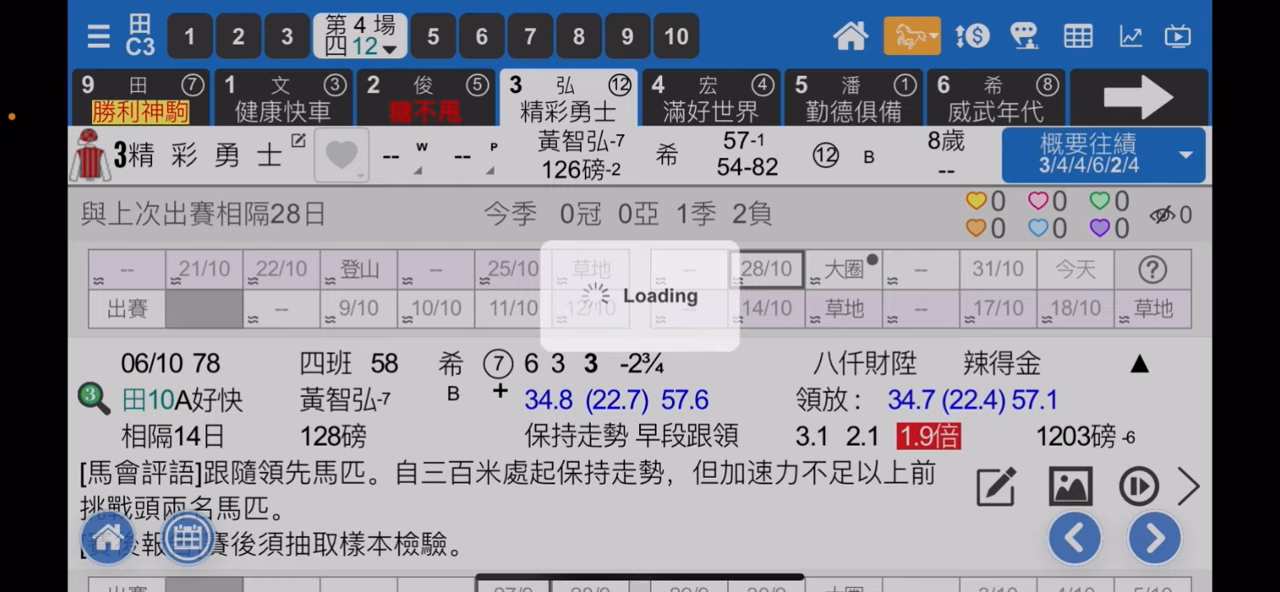 田 C3 1 2 3 第4場 四12 5 6 7 8 9 10
9 田 ⑦ 1 文 ③ 2 俊 ⑤ 3 弘 ⑫ 4 宏 ④ 5 潘 ① 6 希 ⑧
勝利神駒 健康快車 糖不甩 精彩勇士 滿好世界 勤德俱備 威武年代
3精彩勇士 -- W -- P 黃智弘-7 希 57-1 ⑫ B 8歲 概要往績
126磅-2 54-82 -- 3/4/4/6/2/4
與上次出賽相隔28日 今季 0冠 0亞 1季 2負 0 0 0 0
0 0 0
-- 21/10 22/10 登山 -- 25/10 草地 -- 28/10 大圈 -- 31/10 今天 ?
出賽 -- 9/10 10/10 11/10 12/10 14/10 草地 -- 17/10 18/10 草地
Loading
06/10 78 四班 58 希 ⑦ 6 3 3 -2¾ 八仟財陞 辣得金 ▲
3 田10A好快 黃智弘-7 B + 34.8 (22.7) 57.6 領放: 34.7 (22.4) 57.1
相隔14日 128磅 保持走勢 早段跟領 3.1 2.1 1.9倍 1203磅 -6
[馬會評語]跟隨領先馬匹。自三百米處起保持走勢，但加速力不足以上前
挑戰頭兩名馬匹。
賽後須抽取樣本檢驗。